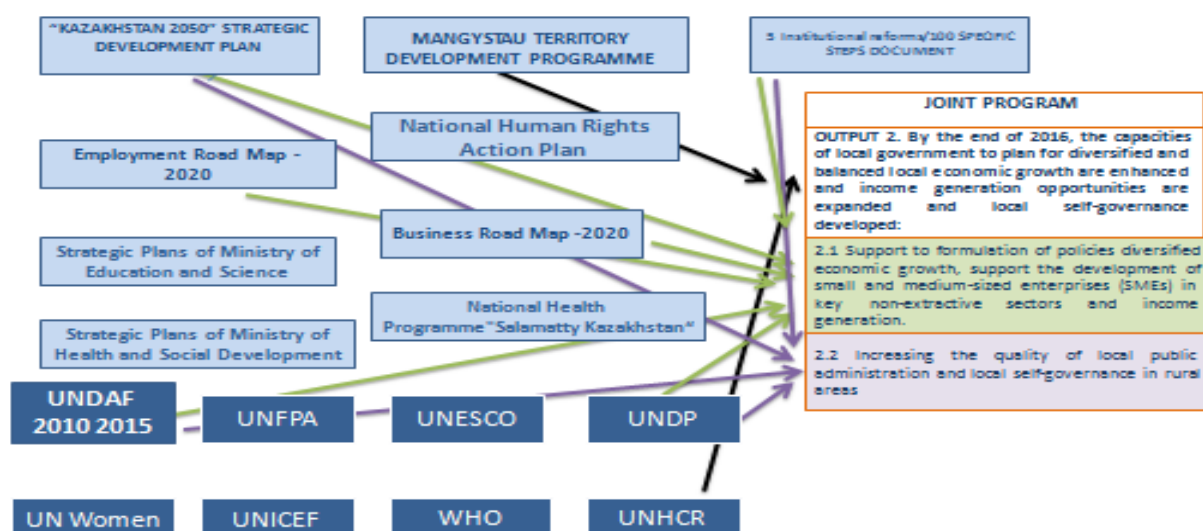 “KAZAKHSTAN 2050” STRATEGIC
DEVELOPMENT PLAN
MANGYSTAU TERRITORY
DEVELOPMENT PROGRAMME
5 Institutional reforms/100 SPECIFIC
STEPS DOCUMENT
National Human Rights
Action Plan
Employment Road Map -
2020
Business Road Map -2020
Strategic Plans of Ministry of
Education and Science
National Health
Programme"Salamatty Kazakhstan“
Strategic Plans of Ministry of
Health and Social Development
JOINT PROGRAM
OUTPUT 2. By the end of 2016, the capacities
of local government to plan for diversified and
balanced local economic growth are enhanced
and income generation opportunities are
expanded and local self-governance
developed:
2.1 Support to formulation of policies diversified
economic growth, support the development of
small and medium-sized enterprises (SMEs) in
key non-extractive sectors and income
generation.
2.2 Increasing the quality of local public
administration and local self-governance in rural
areas
UNDAF
2010 2015
UNFPA
UNESCO
UNDP
UN Women
UNICEF
WHO
UNHCR